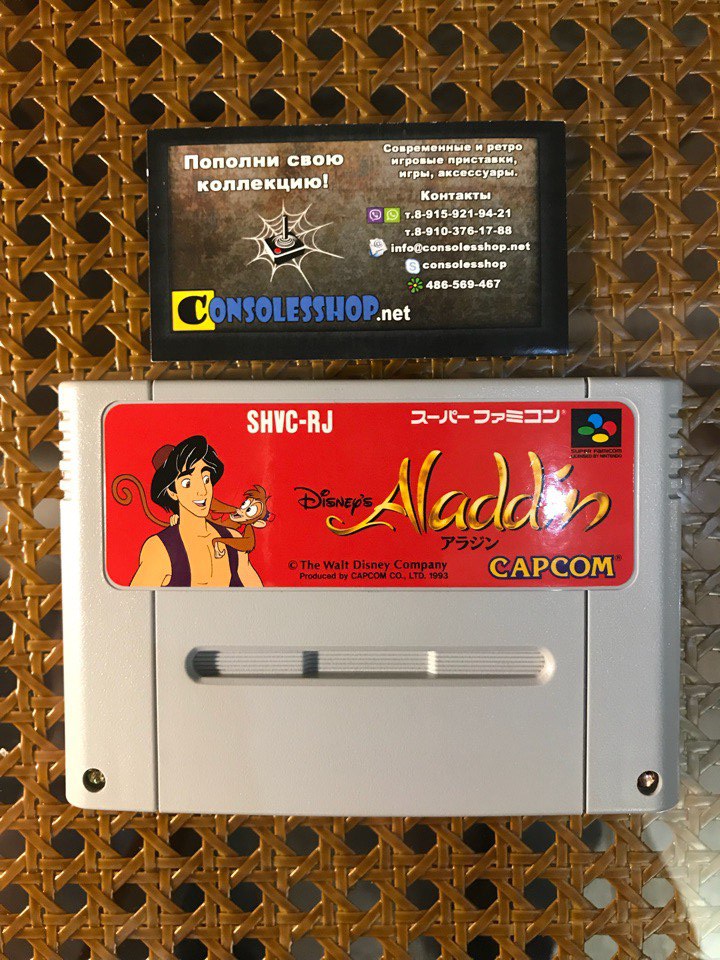 Пополни свою
коллекцию!
CONSOLESSHOP.net
Современные и ретро
игровые приставки,
игры, аксессуары.
Контакты
т.8-915-921-94-21
т.8-910-376-17-88
info@consolesshop.net
consolesshop
486-569-467
SHVC-RJ
スーパーファミコン®
SUPER FAMICOM
LICENSED BY NINTENDO
Disney's Aladdin
アラジン
© The Walt Disney Company
Produced by CAPCOM CO., LTD. 1993
CAPCOM®